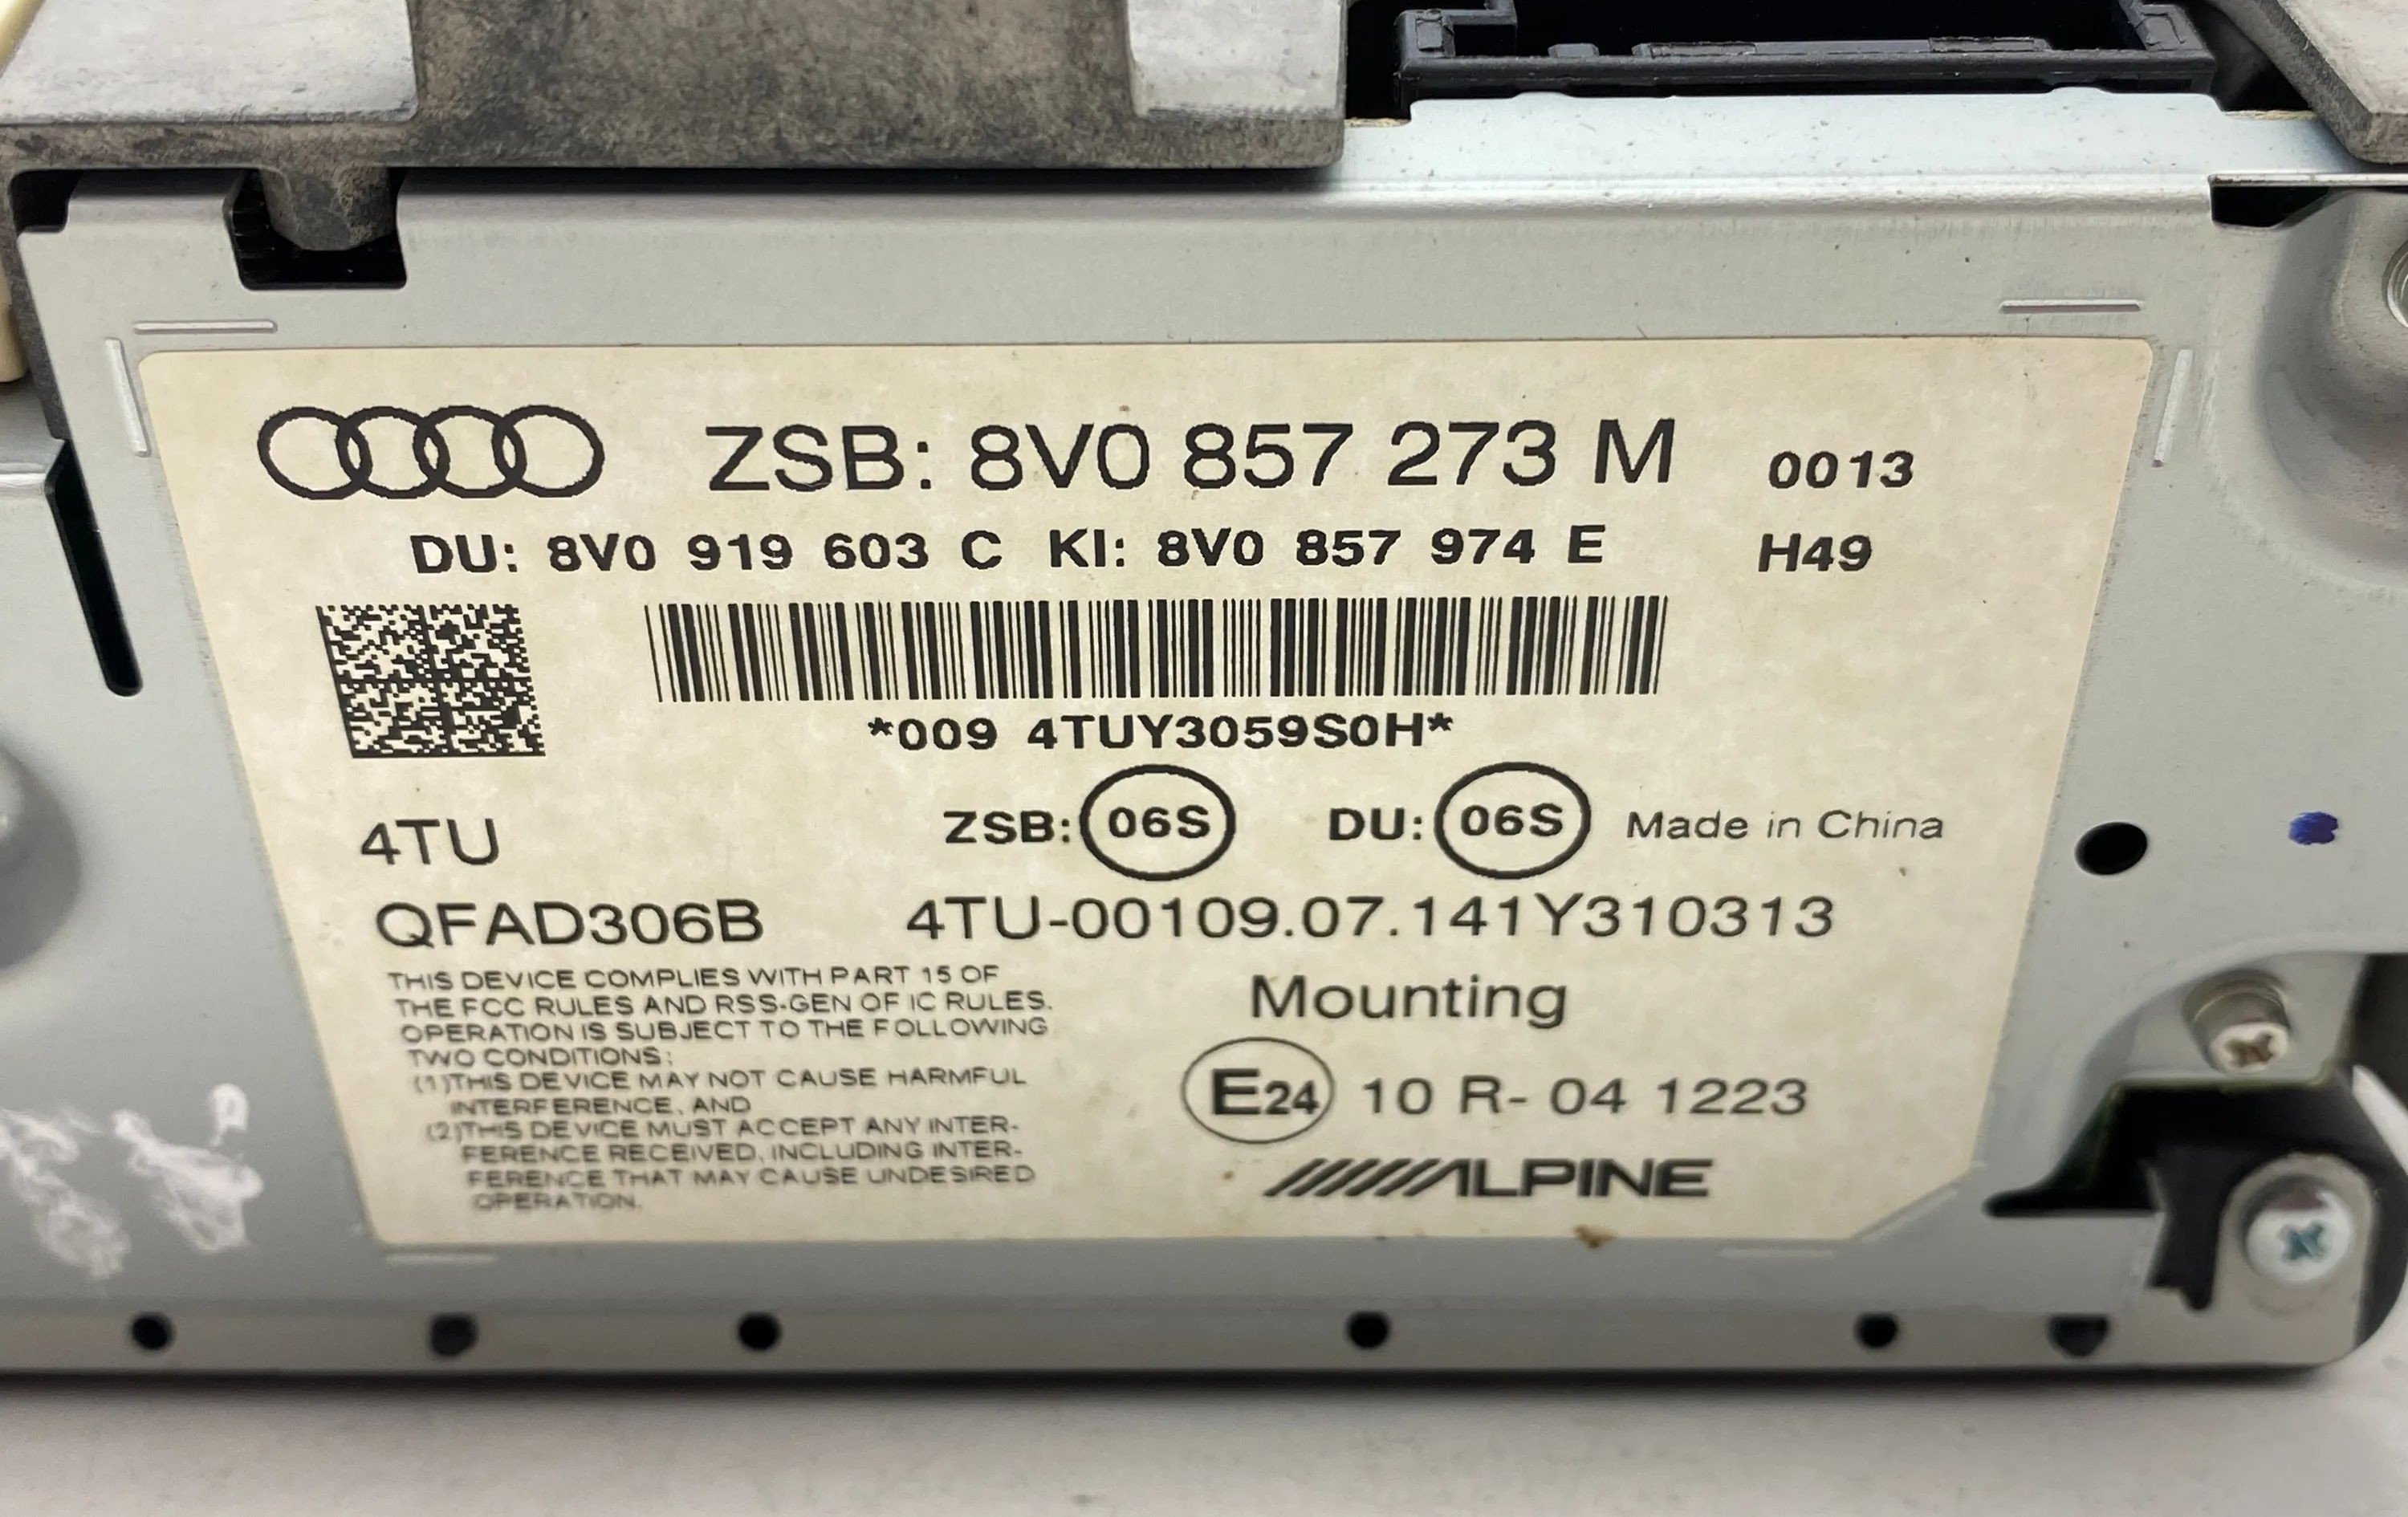 ZSB: 8V0 857 273 M 0013
DU: 8V0 919 603 C KI: 8V0 857 974 E H49
*009 4TUY3059S0H*
4TU ZSB: 06S DU: 06S Made in China
QFAD306B 4TU-00109.07.141Y310313
THIS DEVICE COMPLIES WITH PART 15 OF
THE FCC RULES AND RSS-GEN OF IC RULES.
OPERATION IS SUBJECT TO THE FOLLOWING
TWO CONDITIONS:
(1)THIS DEVICE MAY NOT CAUSE HARMFUL
INTERFERENCE, AND
(2)THIS DEVICE MUST ACCEPT ANY INTER-
FERENCE RECEIVED, INCLUDING INTER-
FERENCE THAT MAY CAUSE UNDESIRED
OPERATION.
Mounting
E24 10 R- 04 1223
ALPINE